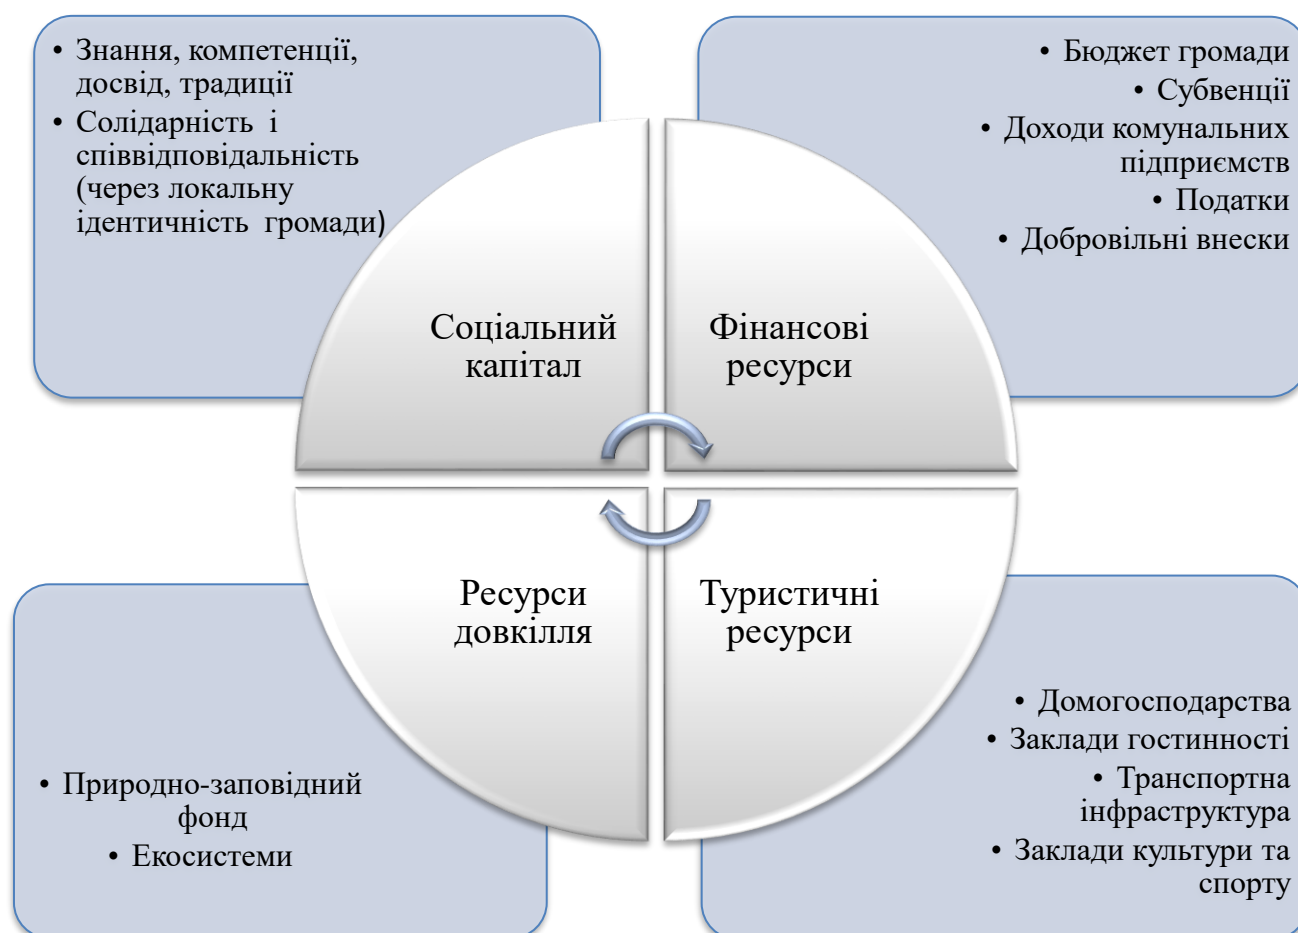 • Знання, компетенції,
досвід, традиції
• Солідарність і
співвідповідальність
(через локальну
ідентичність громади)
• Бюджет громади
• Субвенції
• Доходи комунальних
підприємств
• Податки
• Добровільні внески
Соціальний
капітал
Фінансові
ресурси
Ресурси
довкілля
Туристичні
ресурси
• Природно-заповідний
фонд
• Екосистеми
• Домогосподарства
• Заклади гостинності
• Транспортна
інфраструктура
• Заклади культури та
спорту